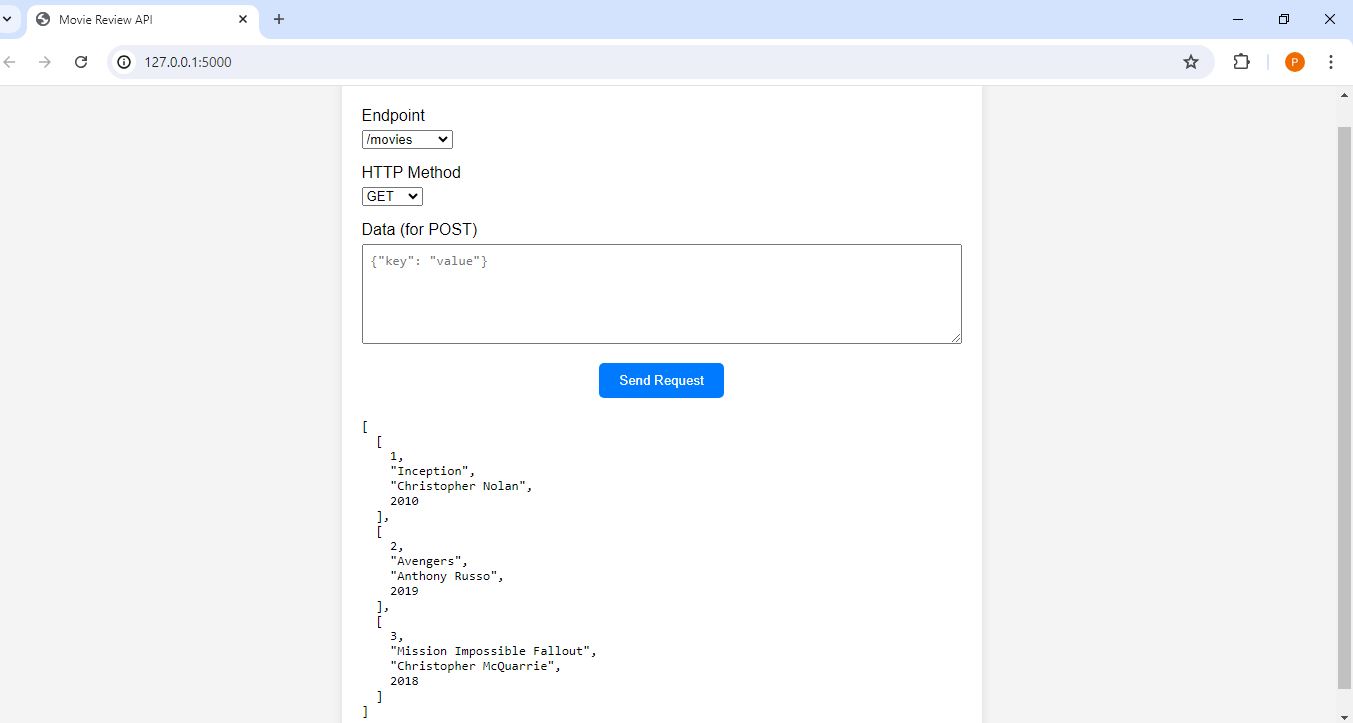 Movie Review API
127.0.0.1:5000
P
Endpoint
/movies
HTTP Method
GET
Data (for POST)
{"key": "value"}
Send Request
[
  [
    1,
    "Inception",
    "Christopher Nolan",
    2010
  ],
  [
    2,
    "Avengers",
    "Anthony Russo",
    2019
  ],
  [
    3,
    "Mission Impossible Fallout",
    "Christopher McQuarrie",
    2018
  ]
]